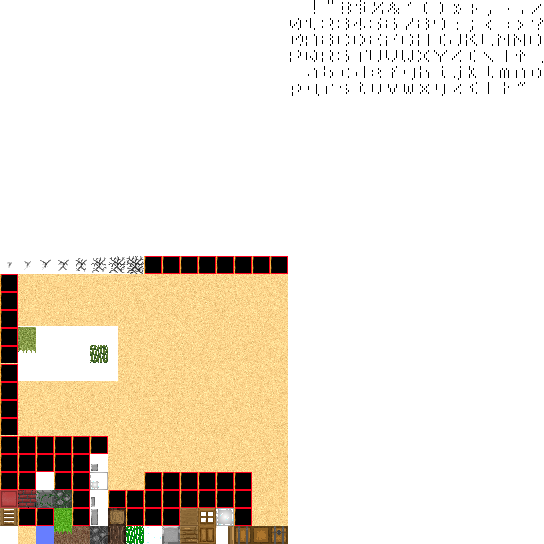 ! " # $ % & ' ( ) * + , - . /
0 1 2 3 4 5 6 7 8 9 : ; < = > ?
@ A B C D E F G H I J K L M N O
P Q R S T U V W X Y Z [ \ ] ^ _
` a b c d e f g h i j k l m n o
p q r s t u v w x y z { | } ~